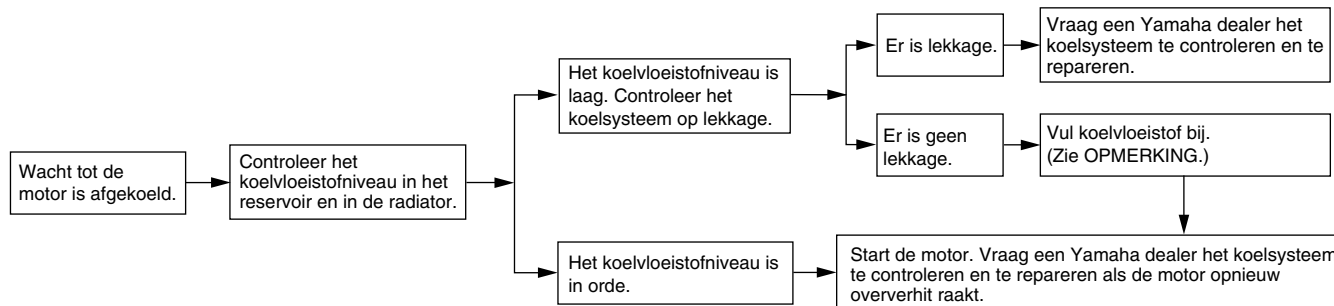 Wacht tot de
motor is afgekoeld.
Controleer het
koelvloeistofniveau in het
reservoir en in de radiator.
Het koelvloeistofniveau is
laag. Controleer het
koelsysteem op lekkage.
Er is lekkage.
Vraag een Yamaha dealer het
koelsysteem te controleren en te
repareren.
Er is geen
lekkage.
Vul koelvloeistof bij.
(Zie OPMERKING.)
Het koelvloeistofniveau is
in orde.
Start de motor. Vraag een Yamaha dealer het koelsysteem
te controleren en te repareren als de motor opnieuw
oververhit raakt.